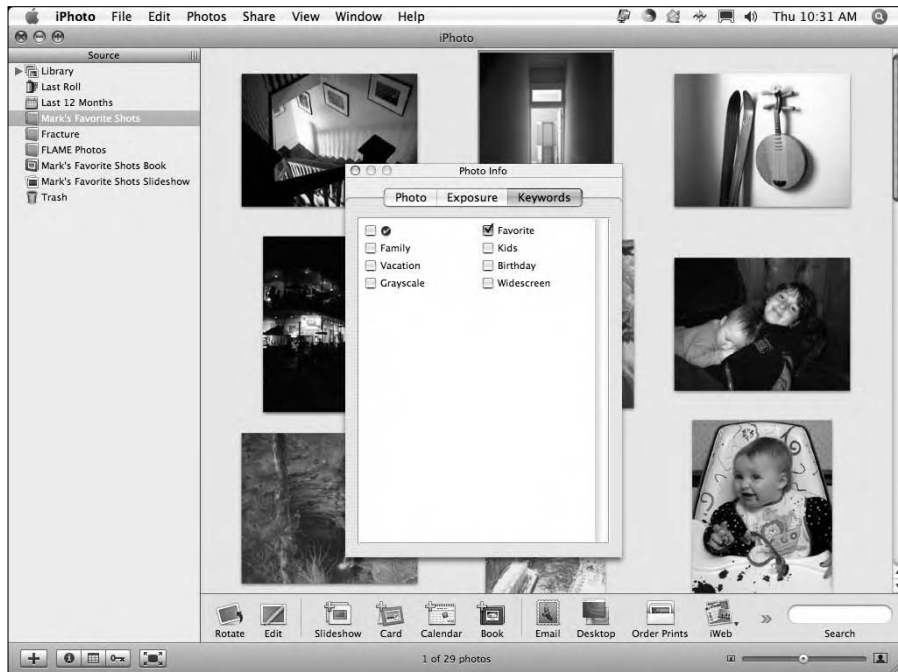 iPhoto File Edit Photos Share View Window Help Thu 10:31 AM
iPhoto
Source
Library
Last Roll
Last 12 Months
Mark's Favorite Shots
Fracture
FLAME Photos
Mark's Favorite Shots Book
Mark's Favorite Shots Slideshow
Trash
Photo Info
Photo Exposure Keywords
Favorite
Family Kids
Vacation Birthday
Grayscale Widescreen
Rotate Edit Slideshow Card Calendar Book Email Desktop Order Prints iWeb Search
1 of 29 photos